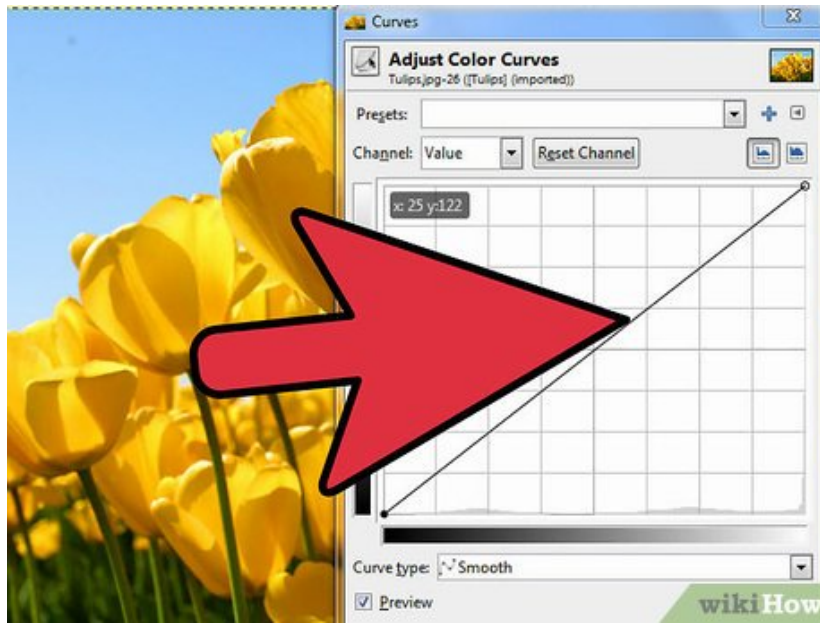 Curves
Adjust Color Curves
Tulips.jpg-26 ([Tulips] (imported))
Presets:
Channel: Value Reset Channel
x: 25 y:122
Curve type: Smooth
Preview
wikiHow